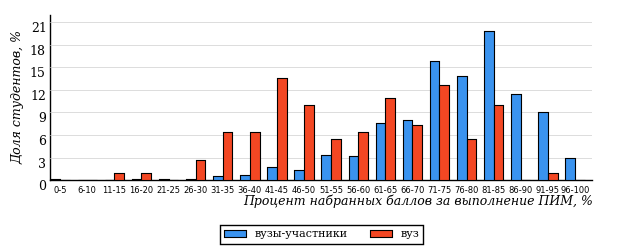 Доля студентов, %
21
18
15
12
9
6
3
0
0-5 6-10 11-15 16-20 21-25 26-30 31-35 36-40 41-45 46-50 51-55 56-60 61-65 66-70 71-75 76-80 81-85 86-90 91-95 96-100
Процент набранных баллов за выполнение ПИМ, %
вузы-участники вуз